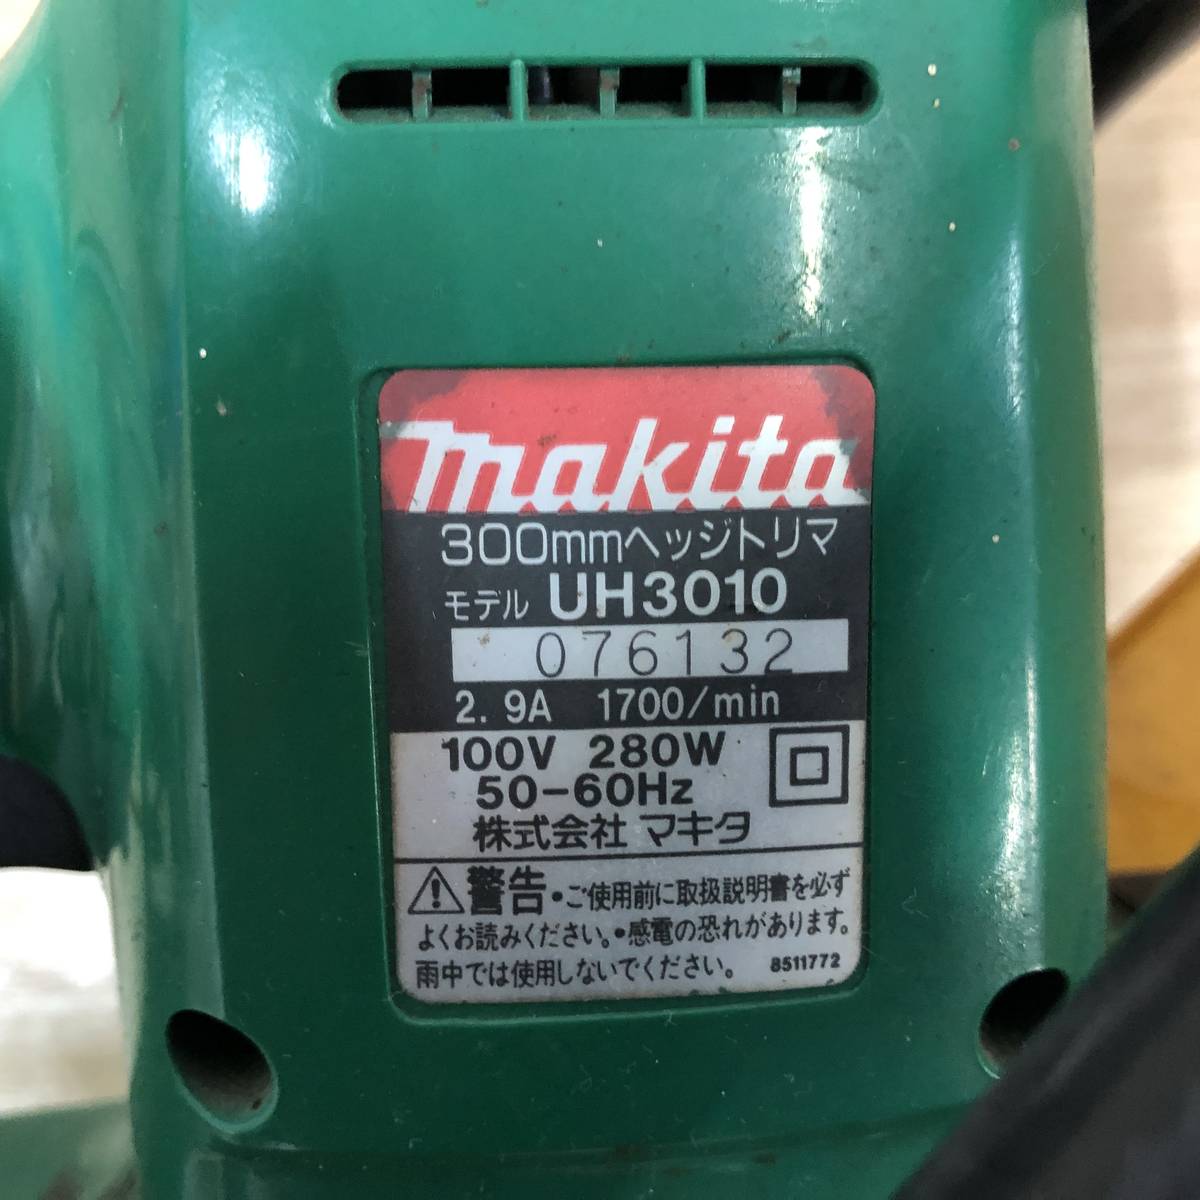 makita
300mmヘッジトリマ
モデル UH3010
076132
2.9A 1700/min
100V 280W
50-60Hz
株式会社 マキタ
警告・ご使用前に取扱説明書を必ず
よくお読みください。・感電の恐れがあります。
雨中では使用しないでください。 8511772